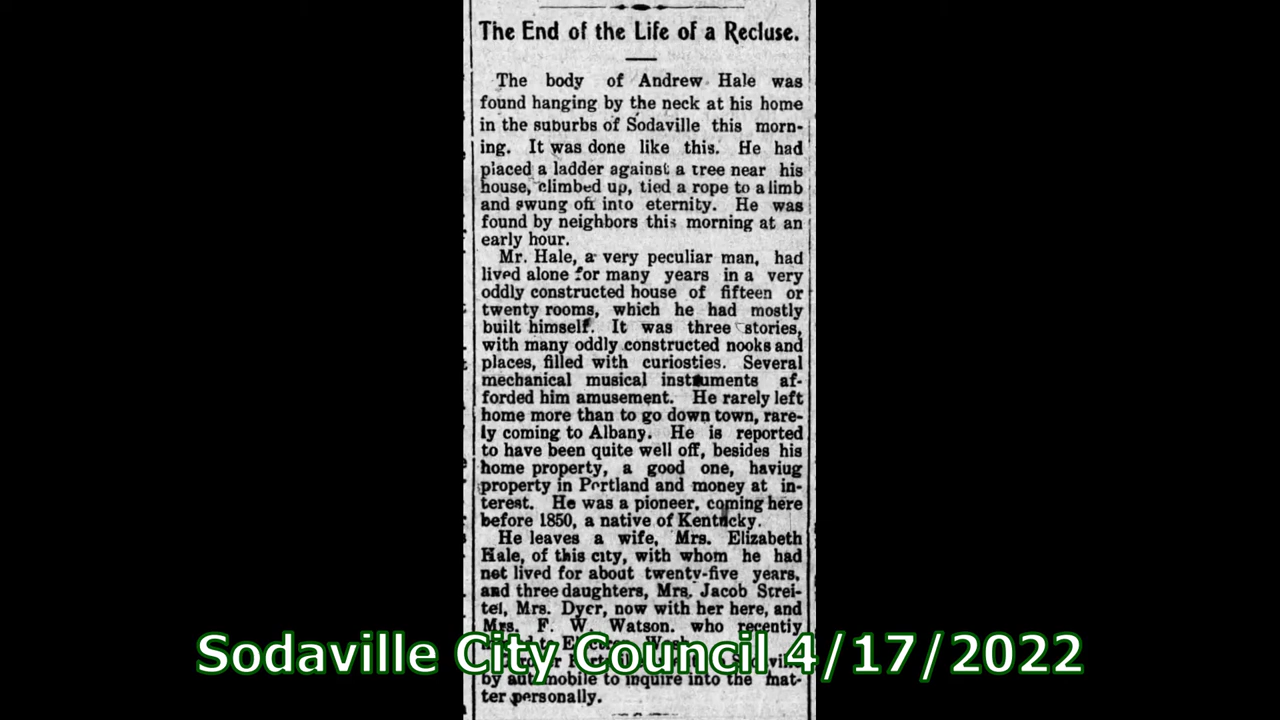 The End of the Life of a Recluse.
The body of Andrew Hale was
found hanging by the neck at his home
in the suburbs of Sodaville this morn-
ing. It was done like this. He had
placed a ladder against a tree near his
house, climbed up, tied a rope to a limb
and swung off into eternity. He was
found by neighbors this morning at an
early hour.
Mr. Hale, a very peculiar man, had
lived alone for many years in a very
oddly constructed house of fifteen or
twenty rooms, which he had mostly
built himself. It was three stories,
with many oddly constructed nooks and
places, filled with curiosties. Several
mechanical musical instruments af-
forded him amusement. He rarely left
home more than to go down town, rare-
ly coming to Albany. He is reported
to have been quite well off, besides his
home property, a good one, haviug
property in Portland and money at in-
terest. He was a pioneer, coming here
before 1850, a native of Kentucky.
He leaves a wife, Mrs. Elizabeth
Hale, of this city, with whom he had
not lived for about twenty-five years,
and three daughters, Mrs. Jacob Strei-
tel, Mrs. Dyer, now with her here, and
Mrs. F. W. Watson, who recently
Sodaville City Council 4/17/2022
by automobile to inquire into the mat-
ter personally.